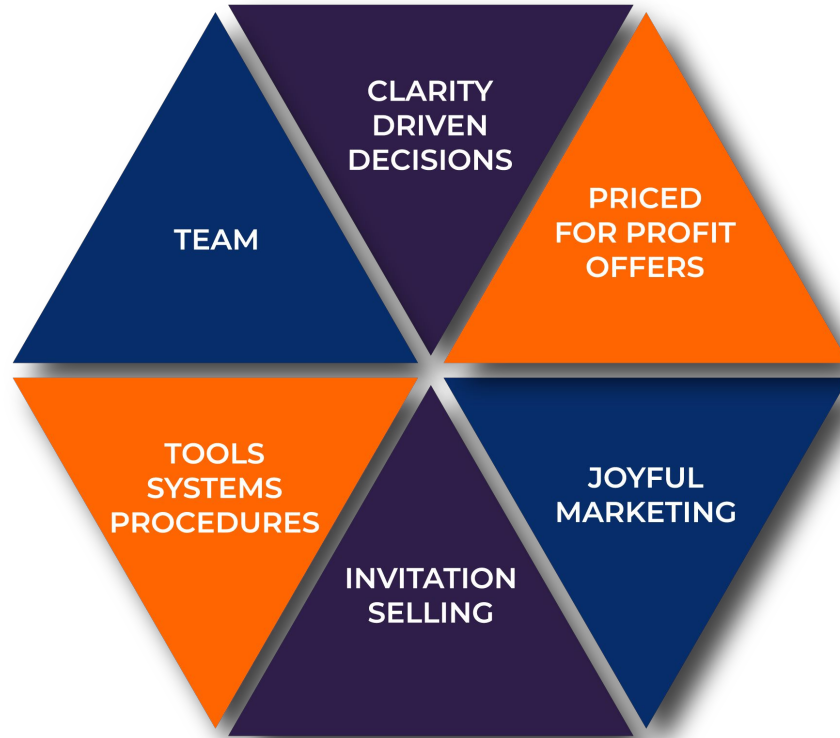 CLARITY
DRIVEN
DECISIONS
PRICED
FOR PROFIT
OFFERS
JOYFUL
MARKETING
INVITATION
SELLING
TOOLS
SYSTEMS
PROCEDURES
TEAM